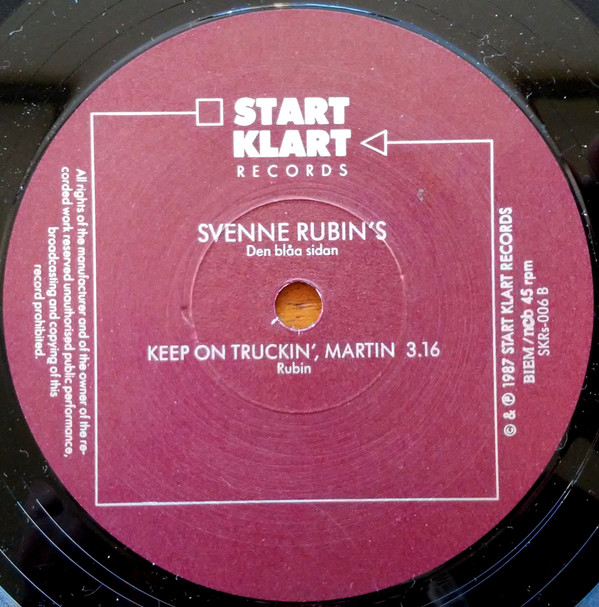 START
KLART
RECORDS
SVENNE RUBIN'S
Den blåa sidan
KEEP ON TRUCKIN', MARTIN 3.16
Rubin
All rights of the manufacturer and of the owner of the re-
corded work reserved unauthorised public performance,
broadcasting and copying of this
record prohibited.
© & ℗ 1987 START KLART RECORDS
BIEM/ncb 45 rpm
SKRs-006 B